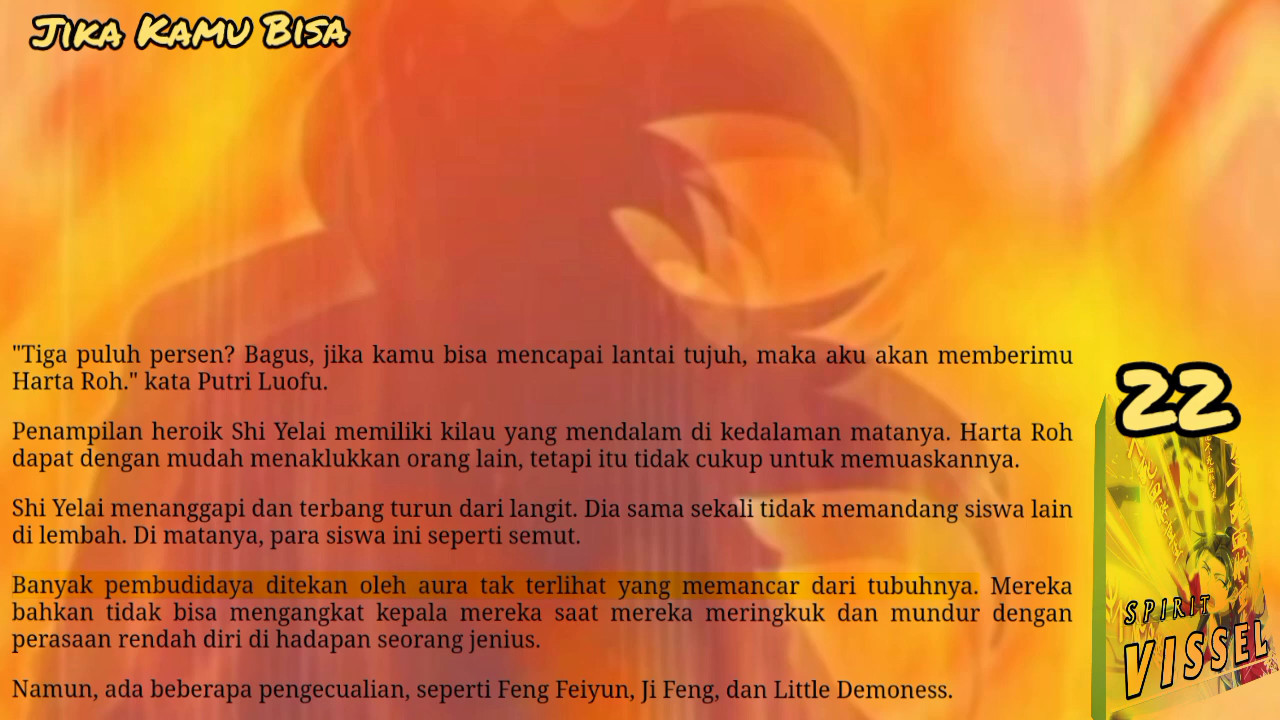 Jika Kamu Bisa
"Tiga puluh persen? Bagus, jika kamu bisa mencapai lantai tujuh, maka aku akan memberimu
Harta Roh." kata Putri Luofu.
Penampilan heroik Shi Yelai memiliki kilau yang mendalam di kedalaman matanya. Harta Roh
dapat dengan mudah menaklukkan orang lain, tetapi itu tidak cukup untuk memuaskannya.
Shi Yelai menanggapi dan terbang turun dari langit. Dia sama sekali tidak memandang siswa lain
di lembah. Di matanya, para siswa ini seperti semut.
Banyak pembudidaya ditekan oleh aura tak terlihat yang memancar dari tubuhnya. Mereka
bahkan tidak bisa mengangkat kepala mereka saat mereka meringkuk dan mundur dengan
perasaan rendah diri di hadapan seorang jenius.
Namun, ada beberapa pengecualian, seperti Feng Feiyun, Ji Feng, dan Little Demoness.
22
SPIRIT
VISSEL